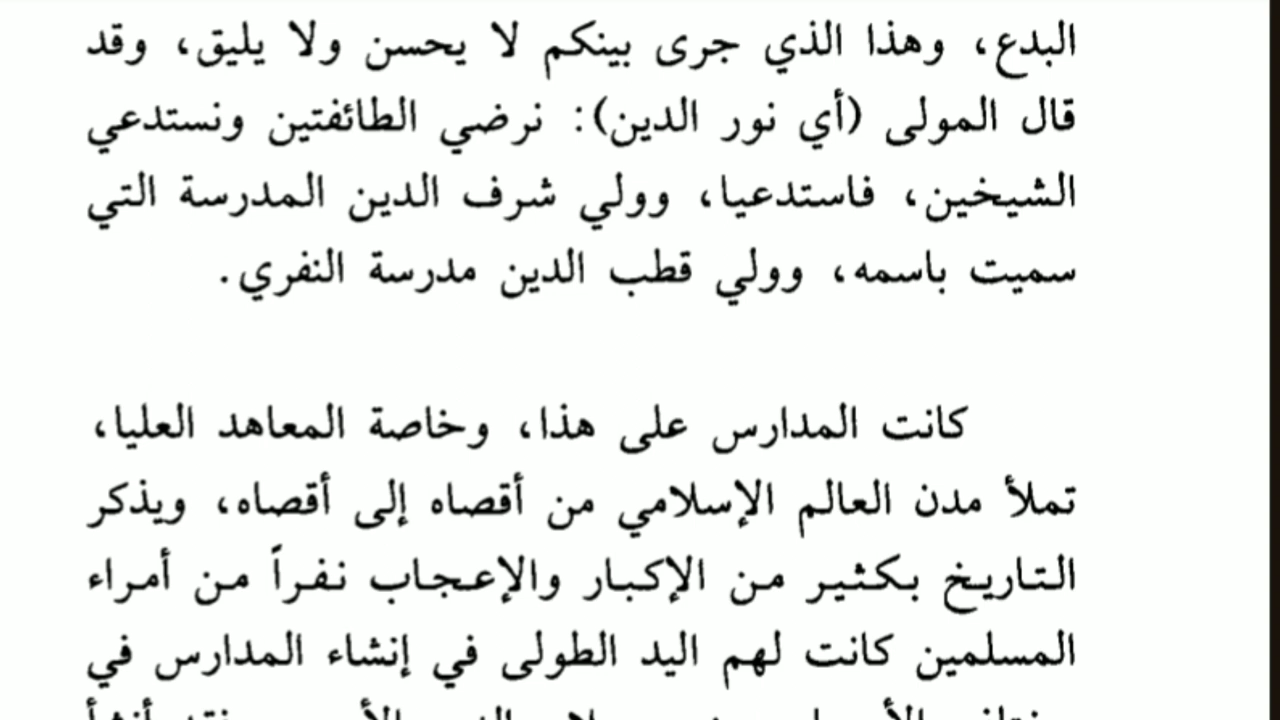 البدع، وهذا الذي جرى بينكم لا يحسن ولا يليق، وقد
قال المولى (أي نور الدين): نرضي الطائفتين ونستدعي
الشيخين، فاستدعيا، وولي شرف الدين المدرسة التي
سميت باسمه، وولي قطب الدين مدرسة النفري.
كانت المدارس على هذا، وخاصة المعاهد العليا،
تملأ مدن العالم الإسلامي من أقصاه إلى أقصاه، ويذكر
التاريخ بكثير من الإكبار والإعجاب نفراً من أمراء
المسلمين كانت لهم اليد الطولى في إنشاء المدارس في